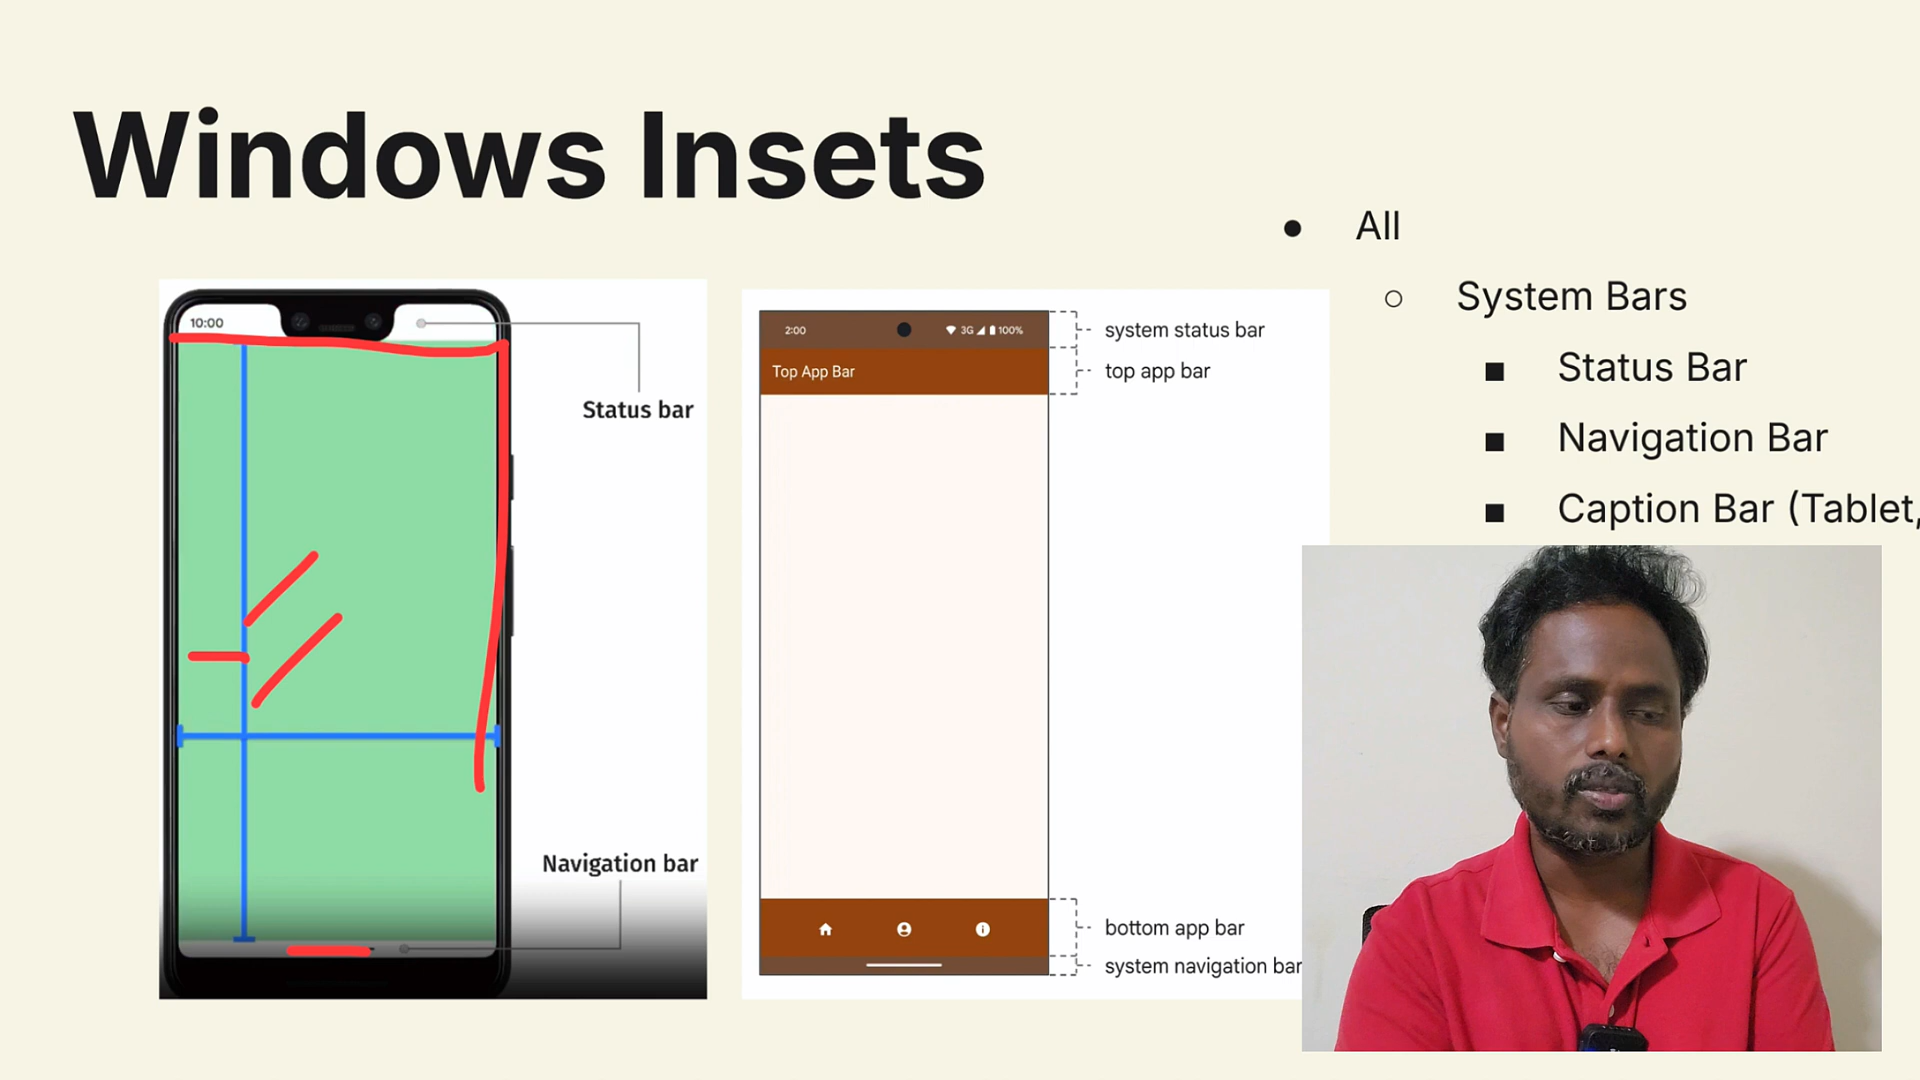 Windows Insets
10:00
Status bar
Navigation bar
2:00
3G
100%
Top App Bar
system status bar
top app bar
bottom app bar
system navigation bar
● All
○ System Bars
■ Status Bar
■ Navigation Bar
■ Caption Bar (Tablet,